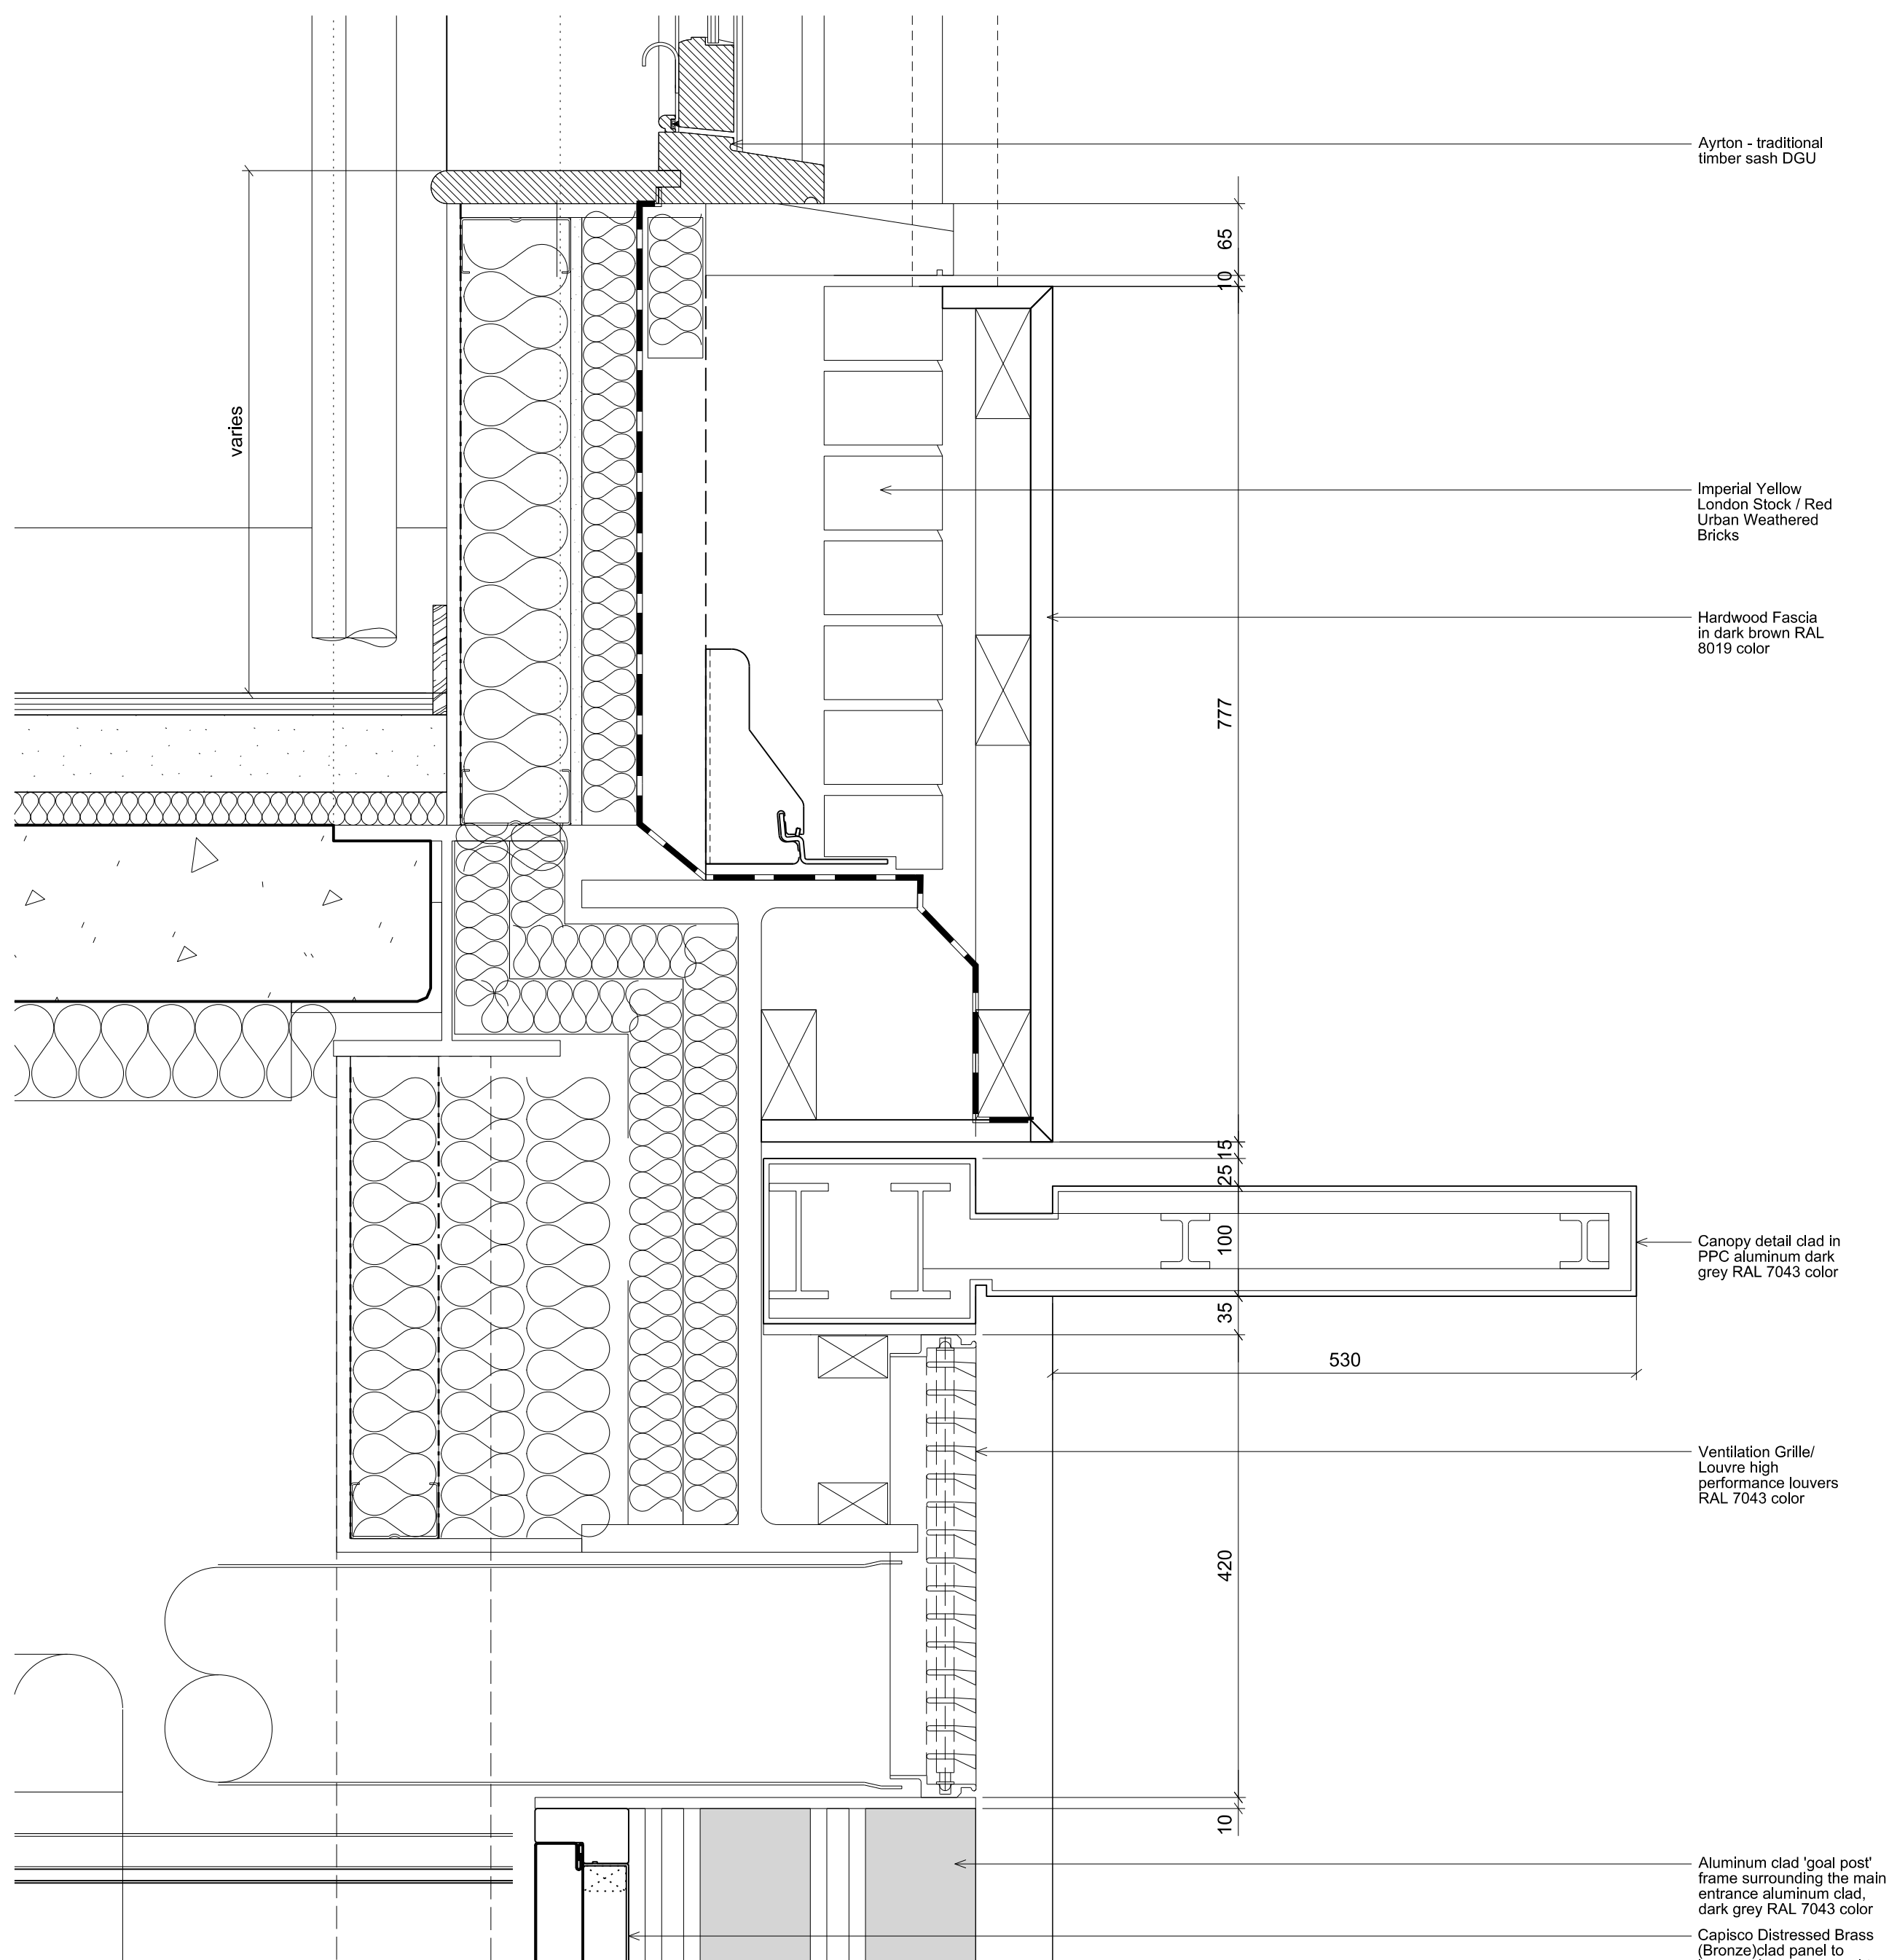 Ayrton - traditional
timber sash DGU
65
10
varies
Imperial Yellow
London Stock / Red
Urban Weathered
Bricks
Hardwood Fascia
in dark brown RAL
8019 color
777
15
25
100
Canopy detail clad in
PPC aluminum dark
grey RAL 7043 color
35
530
Ventilation Grille/
Louvre high
performance louvers
RAL 7043 color
420
10
Aluminum clad 'goal post'
frame surrounding the main
entrance aluminum clad,
dark grey RAL 7043 color
Capisco Distressed Brass
(Bronze)clad panel to